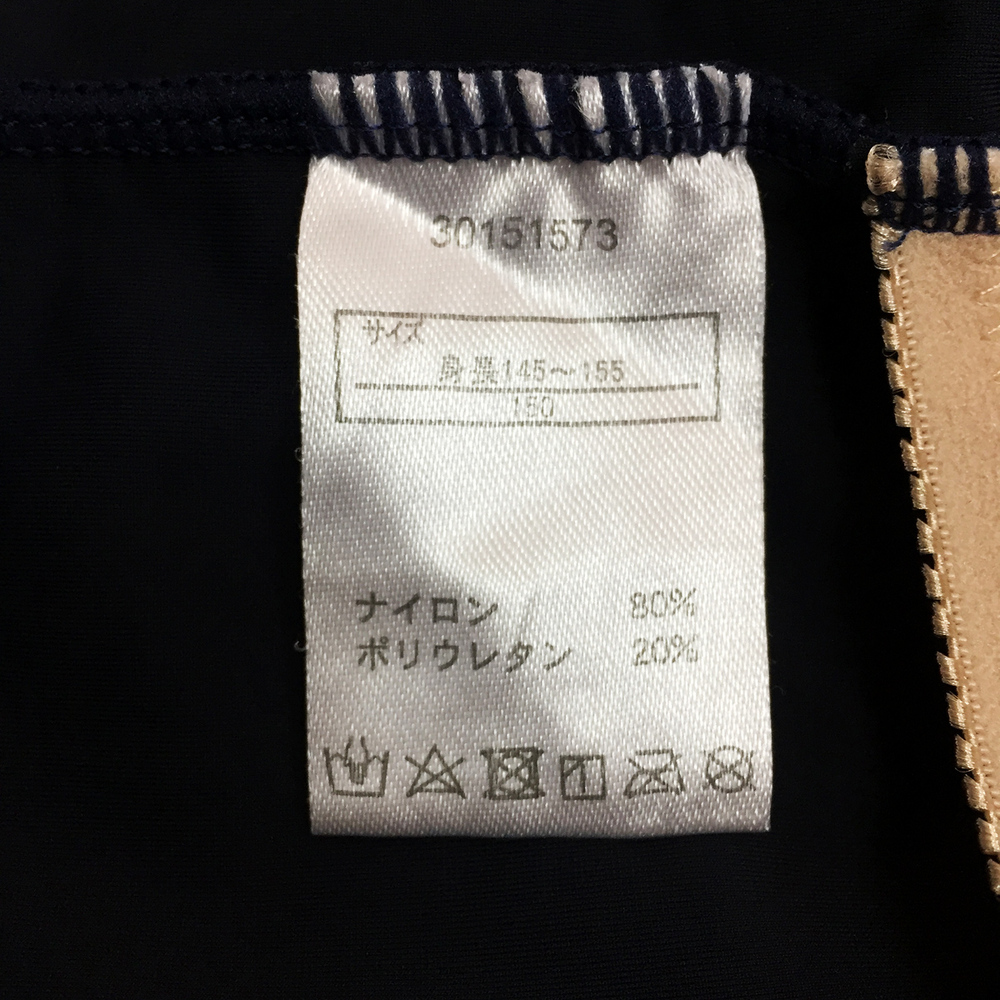 30151573
サイズ
身長145～155
150
ナイロン 80%
ポリウレタン 20%